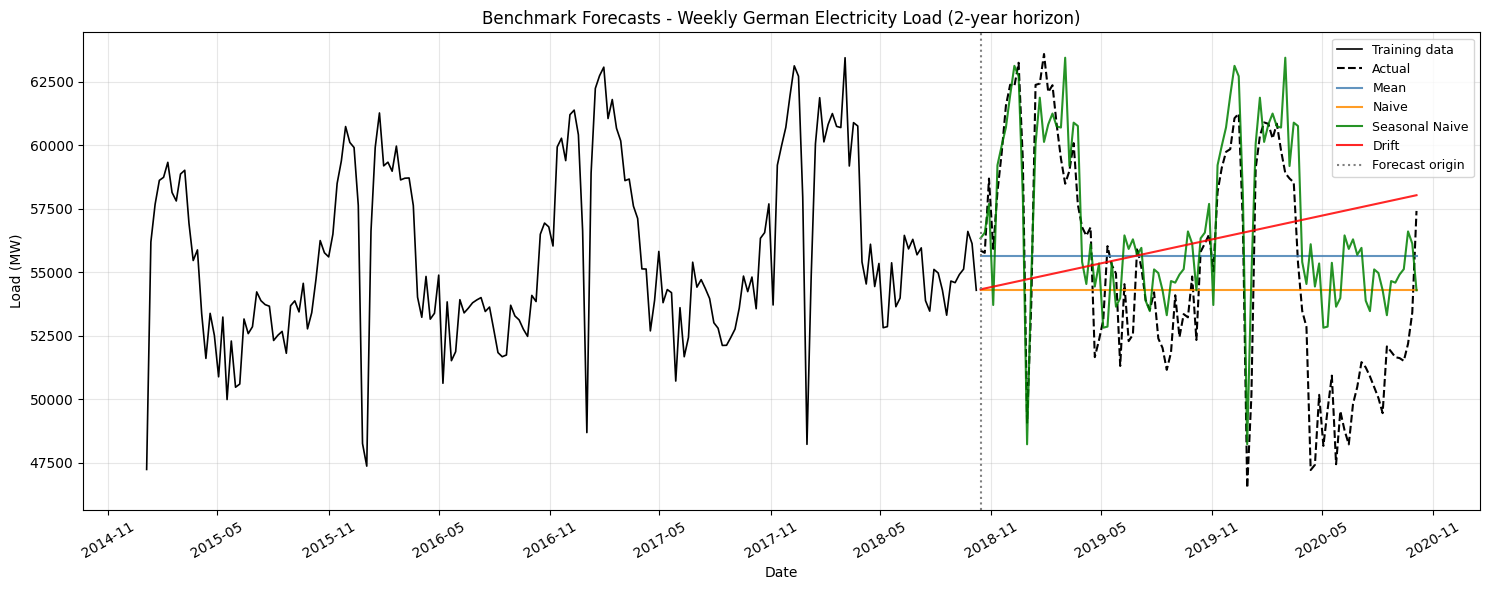 Benchmark Forecasts - Weekly German Electricity Load (2-year horizon)
Load (MW)
62500
60000
57500
55000
52500
50000
47500
Training data
Actual
Mean
Naive
Seasonal Naive
Drift
Forecast origin
2014-11
2015-05
2015-11
2016-05
2016-11
2017-05
2017-11
2018-05
2018-11
2019-05
2019-11
2020-05
2020-11
Date